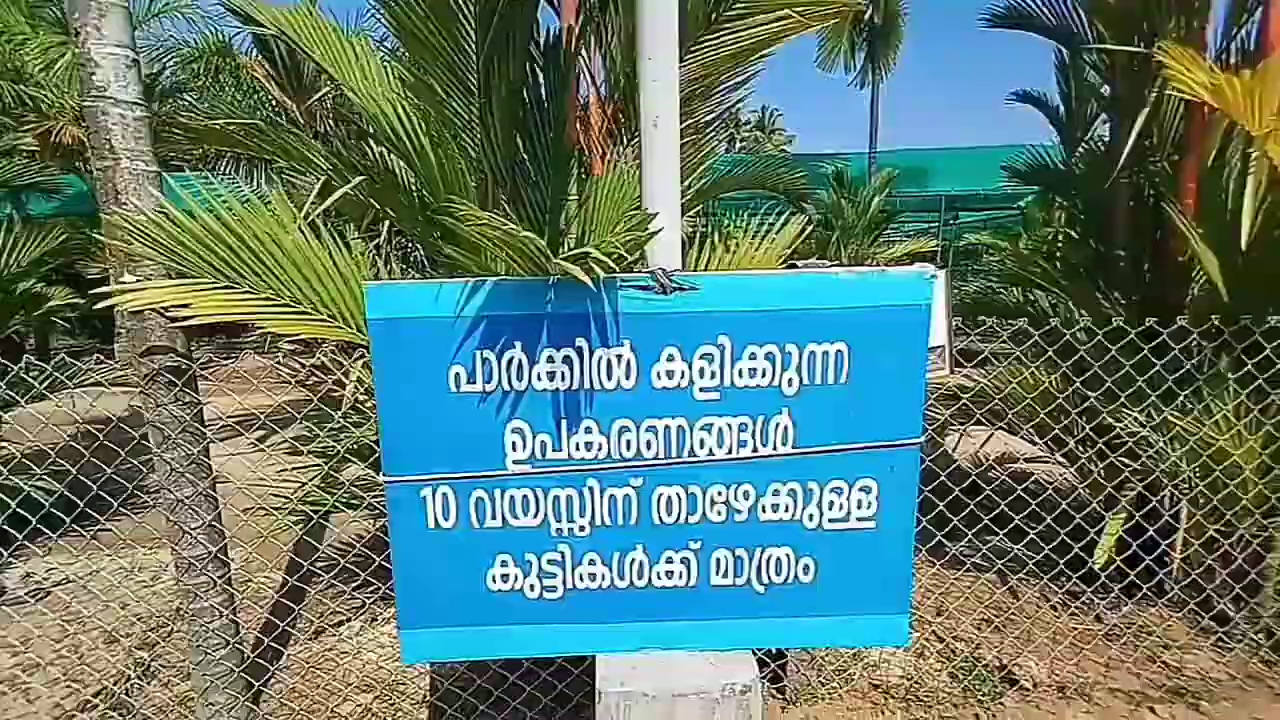 പാർക്കിൽ കളിക്കുന്ന
ഉപകരണങ്ങൾ
10 വയസ്സിന് താഴേക്കുള്ള
കുട്ടികൾക്ക് മാത്രം